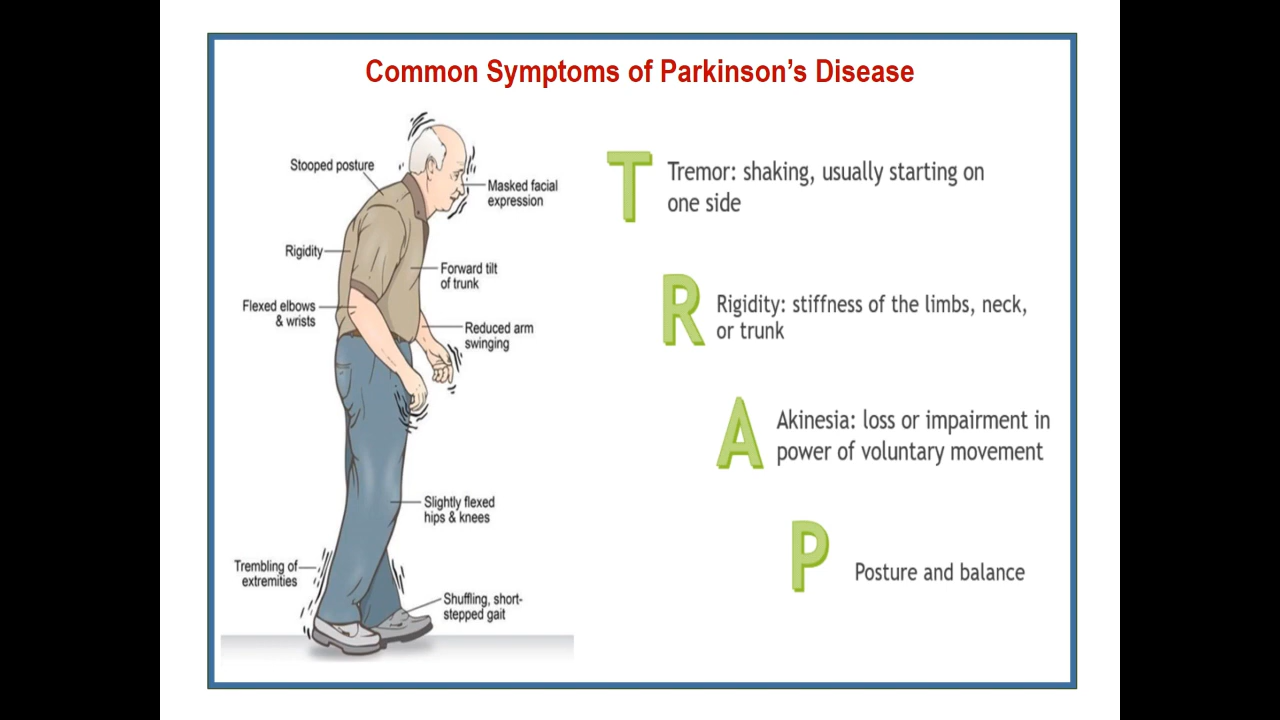 Common Symptoms of Parkinson’s Disease
Stooped posture
Masked facial
expression
Rigidity
Forward tilt
of trunk
Flexed elbows
& wrists
Reduced arm
swinging
Slightly flexed
hips & knees
Trembling of
extremities
Shuffling, short-
stepped gait
T Tremor: shaking, usually starting on
one side
R Rigidity: stiffness of the limbs, neck,
or trunk
A Akinesia: loss or impairment in
power of voluntary movement
P Posture and balance